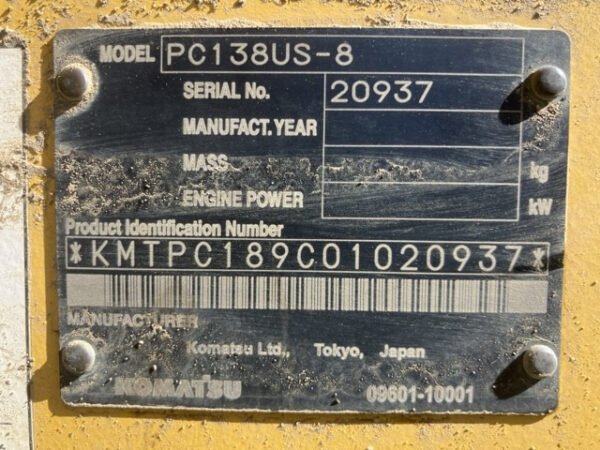 MODEL PC138US-8
SERIAL No. 20937
MANUFACT. YEAR
MASS kg
ENGINE POWER kW
Product Identification Number
*KMTPC189C01020937*
MANUFACTURER
Komatsu Ltd., Tokyo, Japan
KOMATSU 09601-10001